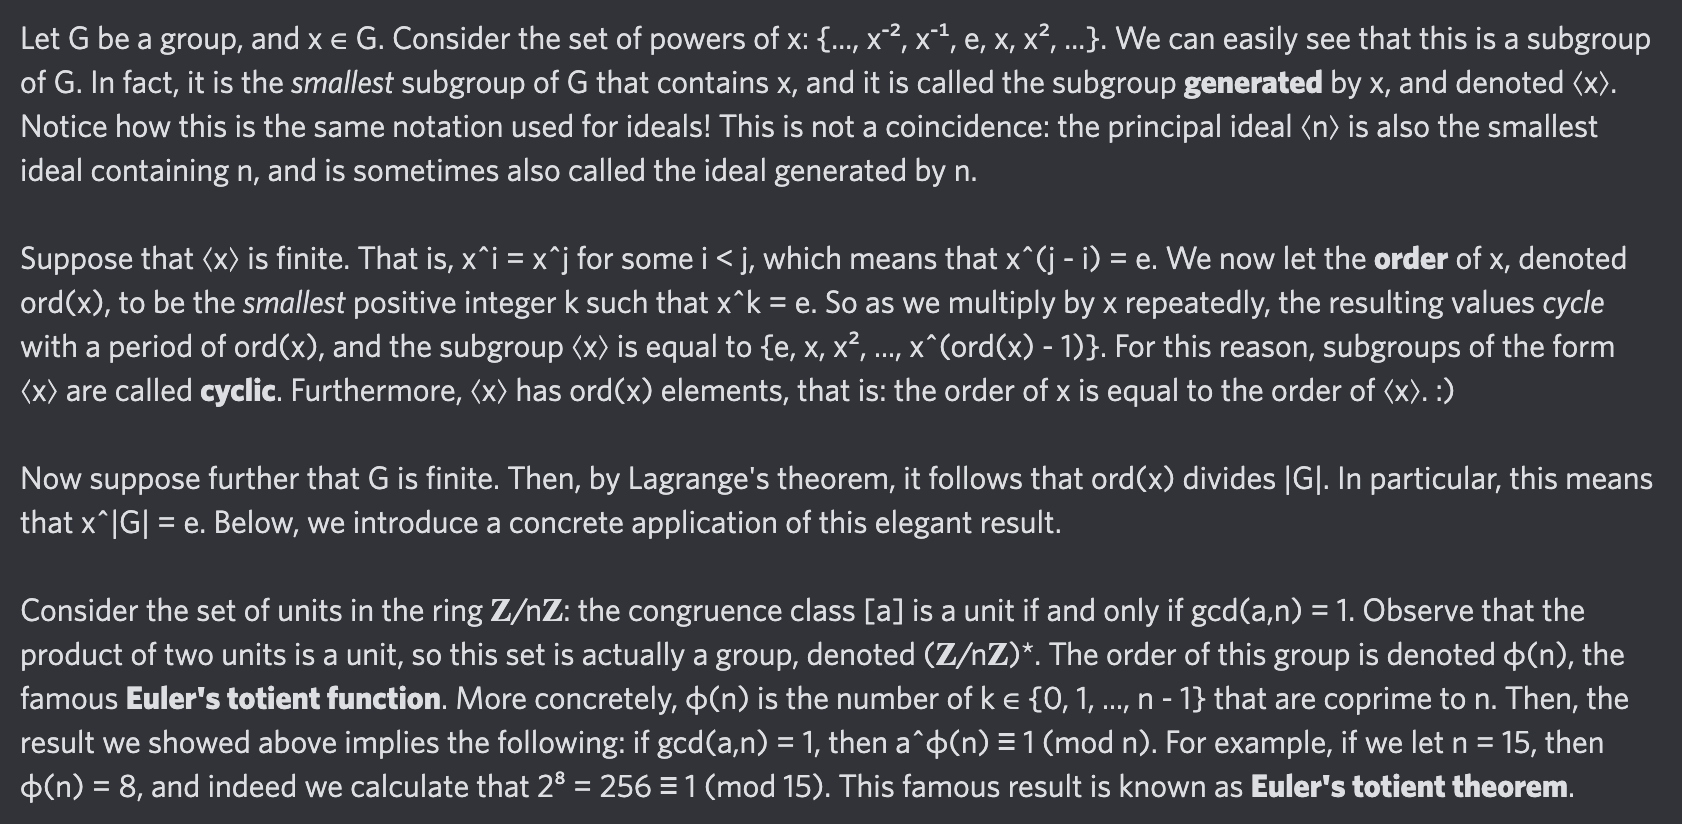 Let G be a group, and x ∈ G. Consider the set of powers of x: {..., x⁻², x⁻¹, e, x, x², ...}. We can easily see that this is a subgroup
of G. In fact, it is the smallest subgroup of G that contains x, and it is called the subgroup generated by x, and denoted ⟨x⟩.
Notice how this is the same notation used for ideals! This is not a coincidence: the principal ideal ⟨n⟩ is also the smallest
ideal containing n, and is sometimes also called the ideal generated by n.
Suppose that ⟨x⟩ is finite. That is, x^i = x^j for some i < j, which means that x^(j - i) = e. We now let the order of x, denoted
ord(x), to be the smallest positive integer k such that x^k = e. So as we multiply by x repeatedly, the resulting values cycle
with a period of ord(x), and the subgroup ⟨x⟩ is equal to {e, x, x², ..., x^(ord(x) - 1)}. For this reason, subgroups of the form
⟨x⟩ are called cyclic. Furthermore, ⟨x⟩ has ord(x) elements, that is: the order of x is equal to the order of ⟨x⟩. :)
Now suppose further that G is finite. Then, by Lagrange's theorem, it follows that ord(x) divides |G|. In particular, this means
that x^|G| = e. Below, we introduce a concrete application of this elegant result.
Consider the set of units in the ring 𝐙/n𝐙: the congruence class [a] is a unit if and only if gcd(a,n) = 1. Observe that the
product of two units is a unit, so this set is actually a group, denoted (𝐙/n𝐙)*. The order of this group is denoted φ(n), the
famous Euler's totient function. More concretely, φ(n) is the number of k ∈ {0, 1, ..., n - 1} that are coprime to n. Then, the
result we showed above implies the following: if gcd(a,n) = 1, then a^φ(n) ≡ 1 (mod n). For example, if we let n = 15, then
φ(n) = 8, and indeed we calculate that 2⁸ = 256 ≡ 1 (mod 15). This famous result is known as Euler's totient theorem.